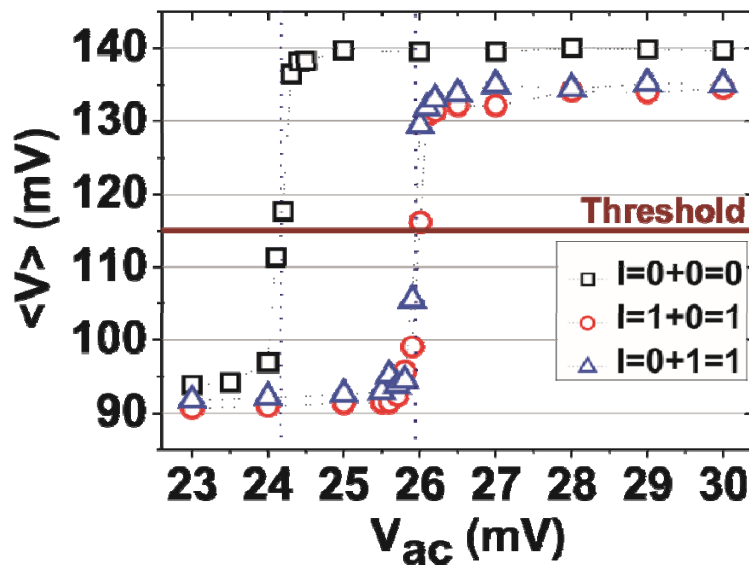 140
130
120
110
100
90
<V> (mV)
Threshold
I=0+0=0
I=1+0=1
I=0+1=1
23 24 25 26 27 28 29 30
Vac (mV)